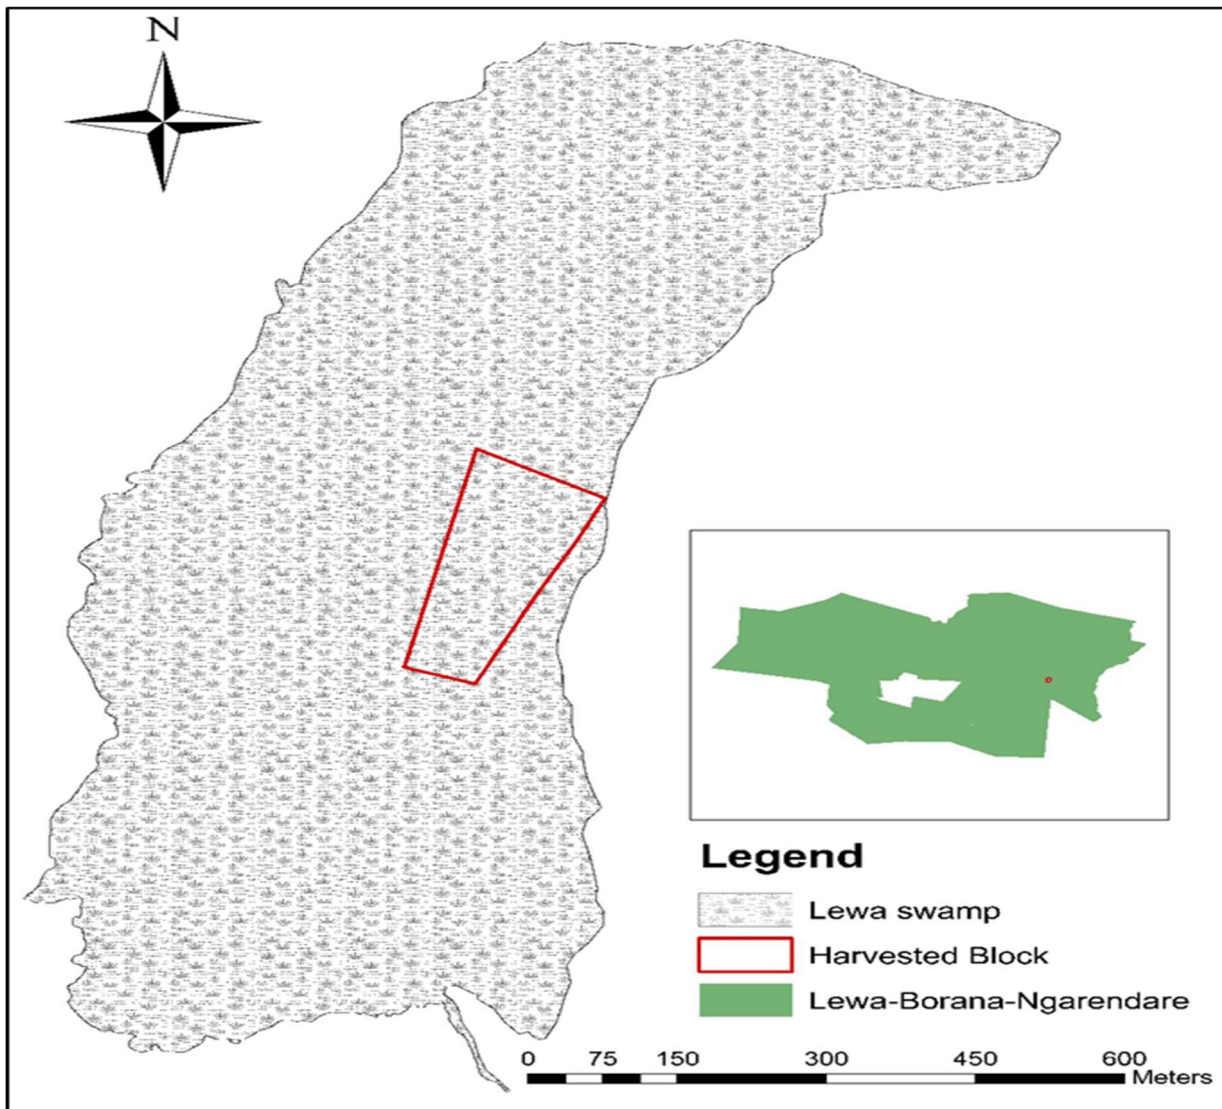 N
Legend
Lewa swamp
Harvested Block
Lewa-Borana-Ngarendare
0 75 150 300 450 600
Meters